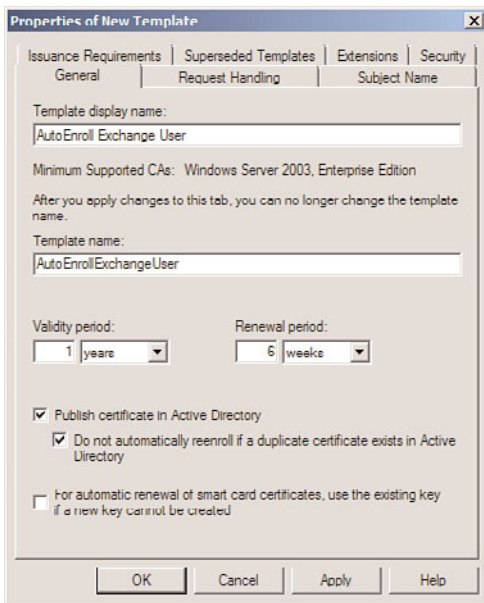 Properties of New Template
Issuance Requirements
Superseded Templates
Extensions
Security
General
Request Handling
Subject Name
Template display name:
AutoEnroll Exchange User
Minimum Supported CAs: Windows Server 2003, Enterprise Edition
After you apply changes to this tab, you can no longer change the template
name.
Template name:
AutoEnrollExchangeUser
Validity period:
Renewal period:
1 years
6 weeks
Publish certificate in Active Directory
Do not automatically reenroll if a duplicate certificate exists in Active
Directory
For automatic renewal of smart card certificates, use the existing key
if a new key cannot be created
OK
Cancel
Apply
Help